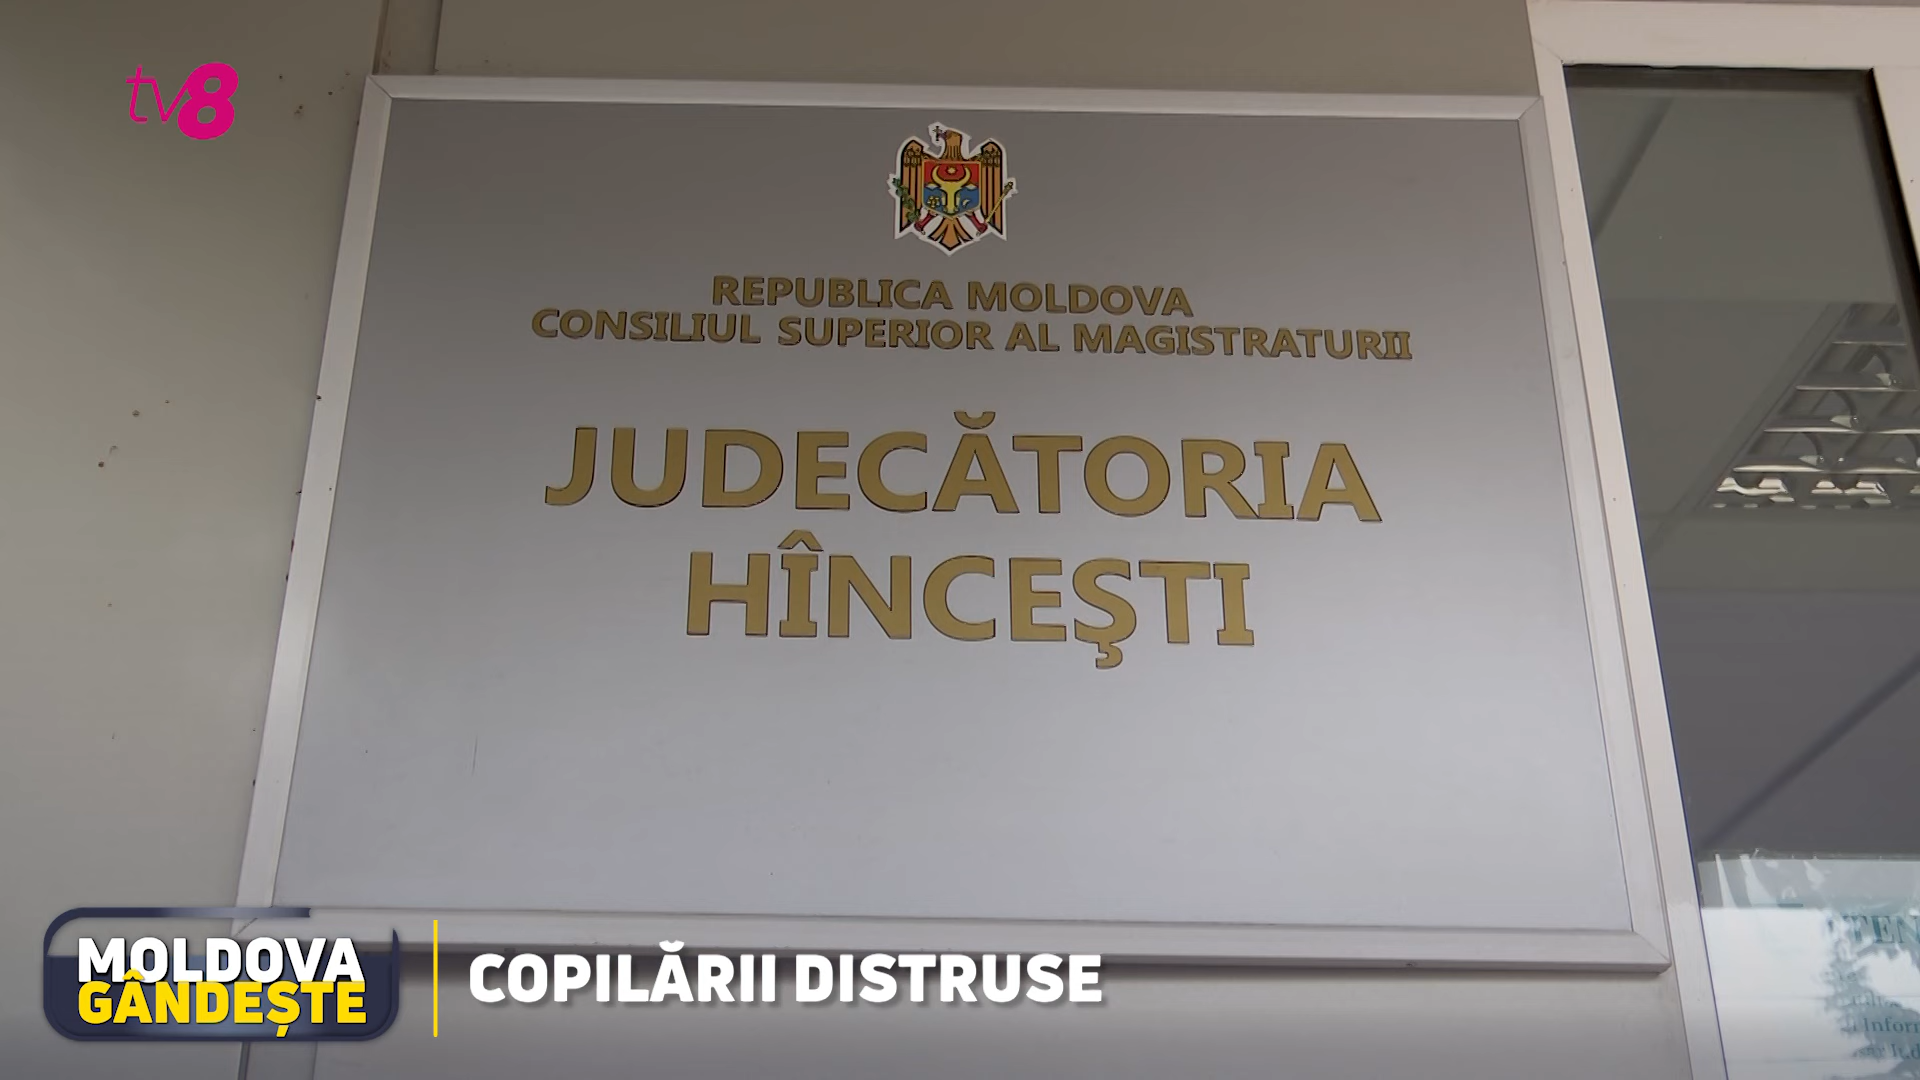 tv8
REPUBLICA MOLDOVA
CONSILIUL SUPERIOR AL MAGISTRATURII
JUDECĂTORIA
HÎNCEŞTI
MOLDOVA
GÂNDEȘTE
COPILĂRII DISTRUSE